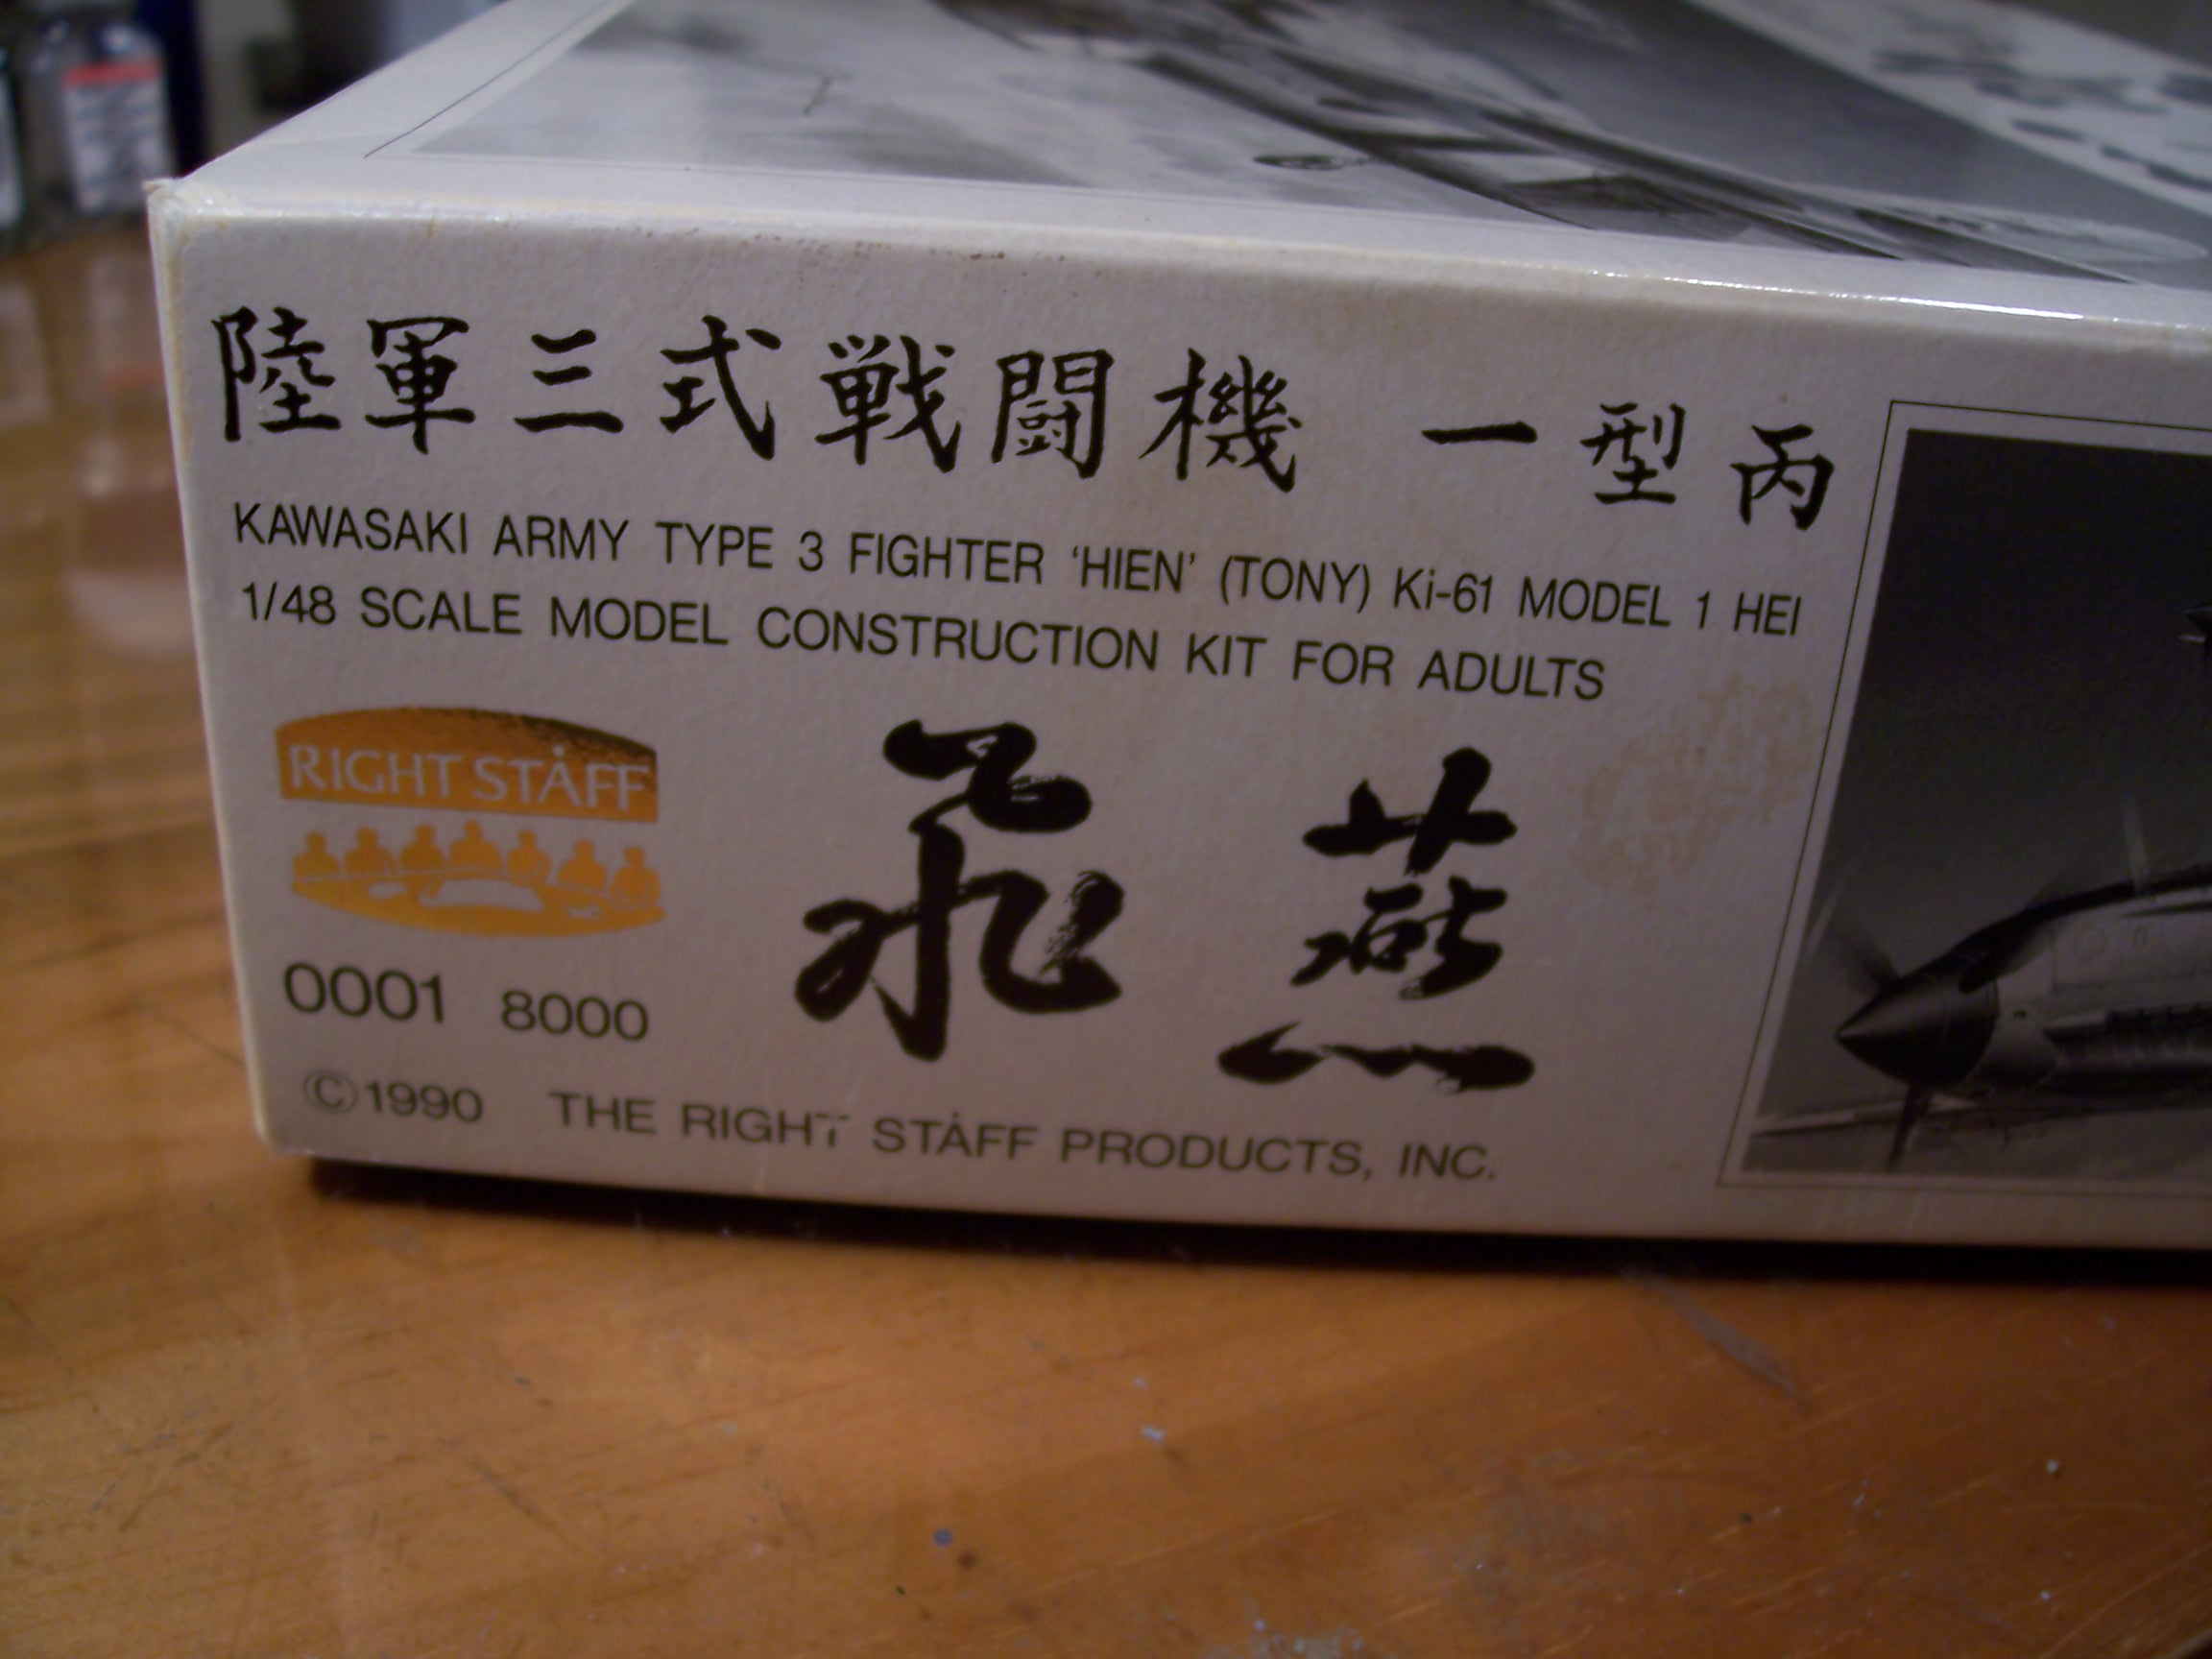 陸軍三式戦闘機 一型丙
KAWASAKI ARMY TYPE 3 FIGHTER ‘HIEN’ (TONY) Ki-61 MODEL 1 HEI
1/48 SCALE MODEL CONSTRUCTION KIT FOR ADULTS
RIGHT STAFF
飛燕
0001 8000
©1990 THE RIGHT STȦFF PRODUCTS, INC.